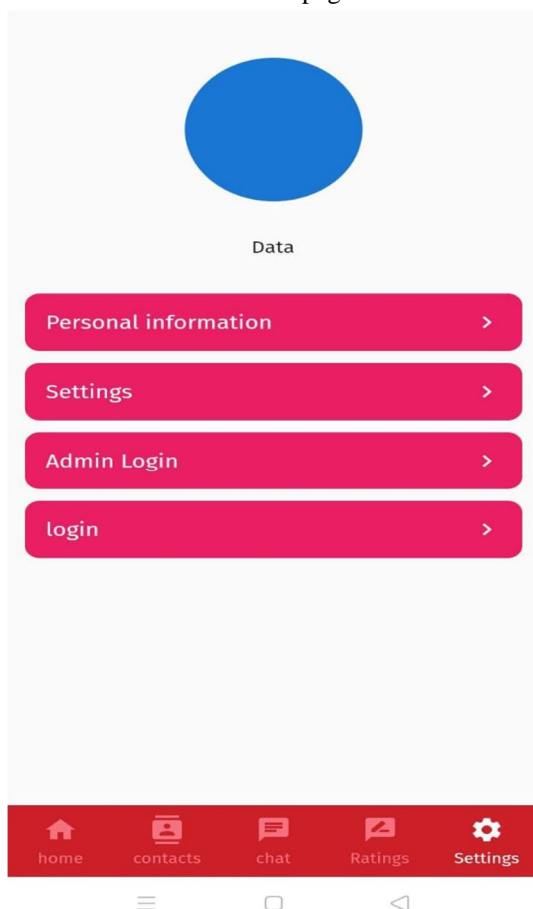 Data
Personal information
Settings
Admin Login
login
home contacts chat Ratings Settings